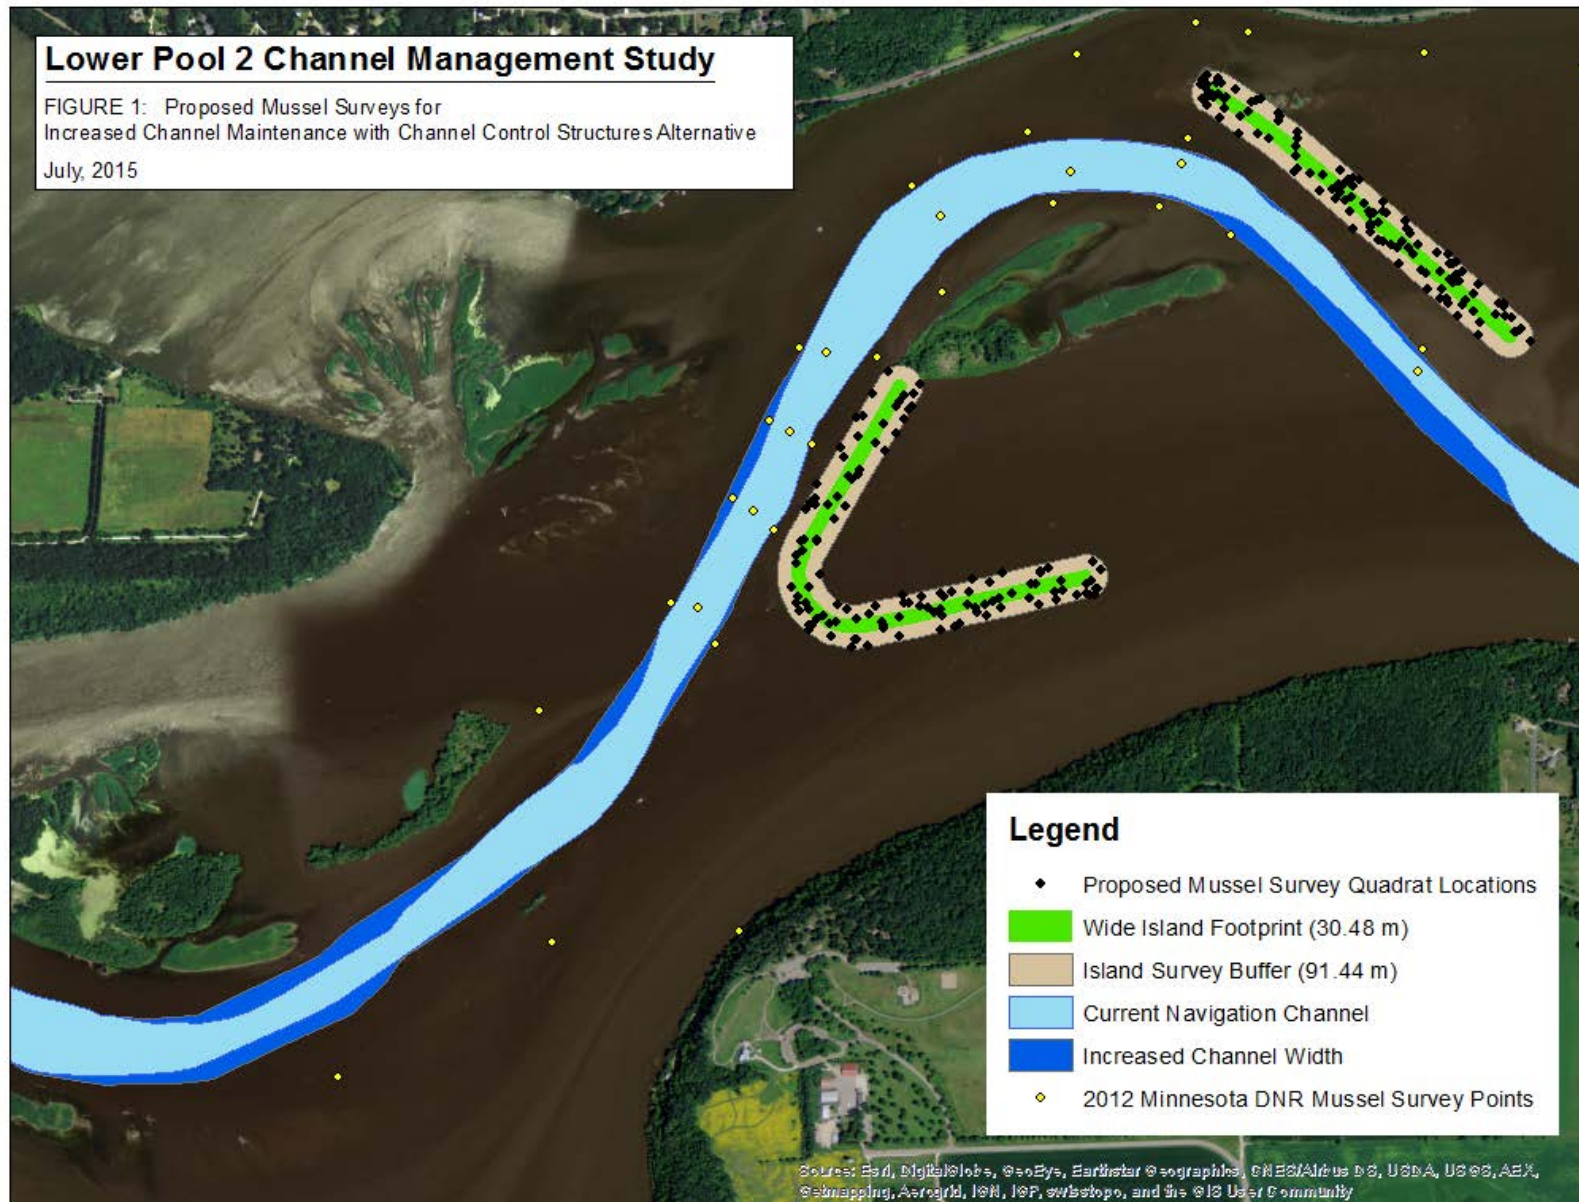 Lower Pool 2 Channel Management Study
FIGURE 1: Proposed Mussel Surveys for
Increased Channel Maintenance with Channel Control Structures Alternative
July, 2015
Legend
Proposed Mussel Survey Quadrat Locations
Wide Island Footprint (30.48 m)
Island Survey Buffer (91.44 m)
Current Navigation Channel
Increased Channel Width
2012 Minnesota DNR Mussel Survey Points
Source: Esri, DigitalGlobe, GeoEye, Earthstar Geographics, CNES/Airbus DS, USDA, USGS, AEX,
Getmapping, Aerogrid, IGN, IGP, swisstopo, and the GIS User Community